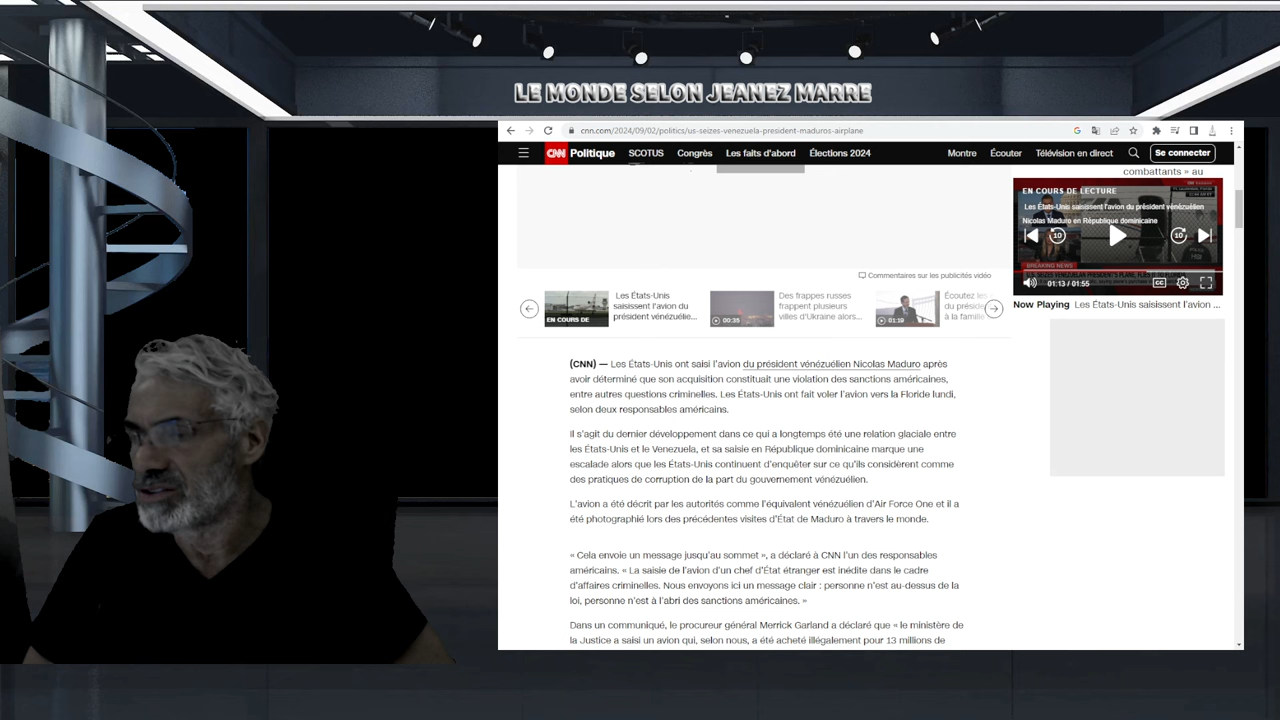 LE MONDE SELON JEANEZ MARRE
cnn.com/2024/09/02/politics/us-seizes-venezuela-president-maduros-airplane
CNN Politique SCOTUS Congrès Les faits d'abord Élections 2024 Montre Écouter Télévision en direct Se connecter
combattants » au
EN COURS DE LECTURE
Les États-Unis saisissent l'avion du président vénézuélien
Nicolas Maduro en République dominicaine
10 10
BREAKING NEWS
01:13 / 01:55
CC
Now Playing Les États-Unis saisissent l'avion ...
Commentaires sur les publicités vidéo
EN COURS DE
Les États-Unis
saisissent l'avion du
président vénézuélie...
00:35
Des frappes russes
frappent plusieurs
villes d'Ukraine alors...
01:19
Écoutez les
du préside
à la famille
(CNN) — Les États-Unis ont saisi l'avion du président vénézuélien Nicolas Maduro après
avoir déterminé que son acquisition constituait une violation des sanctions américaines,
entre autres questions criminelles. Les États-Unis ont fait voler l'avion vers la Floride lundi,
selon deux responsables américains.
Il s'agit du dernier développement dans ce qui a longtemps été une relation glaciale entre
les États-Unis et le Venezuela, et sa saisie en République dominicaine marque une
escalade alors que les États-Unis continuent d'enquêter sur ce qu'ils considèrent comme
des pratiques de corruption de la part du gouvernement vénézuélien.
L'avion a été décrit par les autorités comme l'équivalent vénézuélien d'Air Force One et il a
été photographié lors des précédentes visites d'État de Maduro à travers le monde.
« Cela envoie un message jusqu'au sommet », a déclaré à CNN l'un des responsables
américains. « La saisie de l'avion d'un chef d'État étranger est inédite dans le cadre
d'affaires criminelles. Nous envoyons ici un message clair : personne n'est au-dessus de la
loi, personne n'est à l'abri des sanctions américaines. »
Dans un communiqué, le procureur général Merrick Garland a déclaré que « le ministère de
la Justice a saisi un avion qui, selon nous, a été acheté illégalement pour 13 millions de